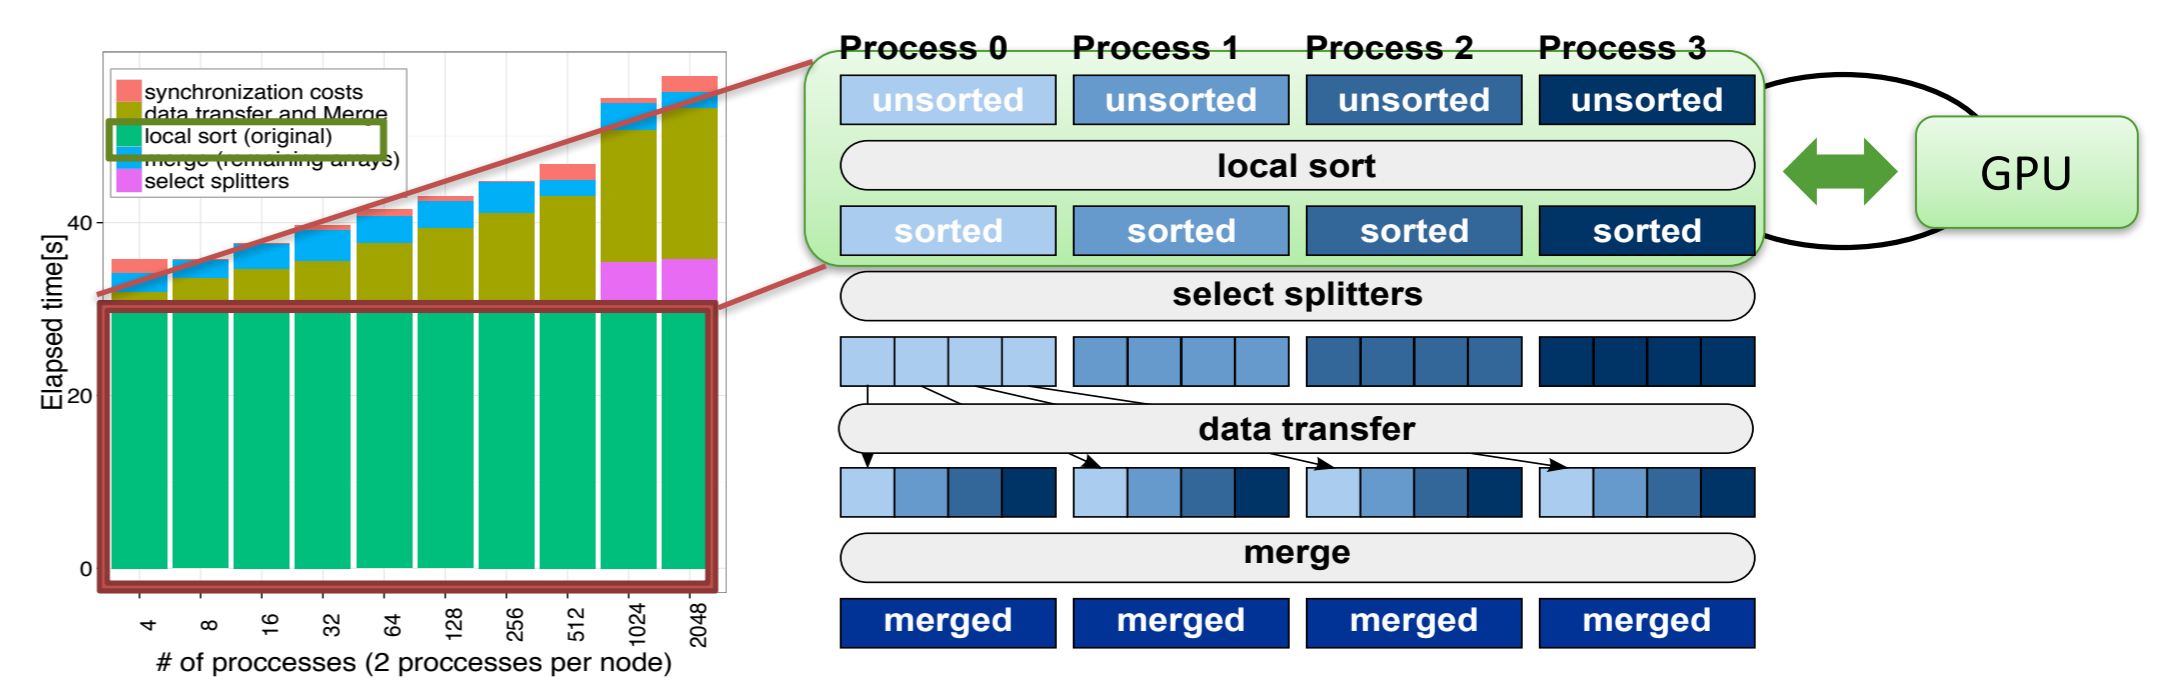 synchronization costs
data transfer and Merge
local sort (original)
merge (remaining arrays)
select splitters
Elapsed time[s]
40
20
0
4
8
16
32
64
128
256
512
1024
2048
# of proccesses (2 proccesses per node)
Process 0 Process 1 Process 2 Process 3
unsorted unsorted unsorted unsorted
local sort
sorted sorted sorted sorted
GPU
select splitters
data transfer
merge
merged merged merged merged